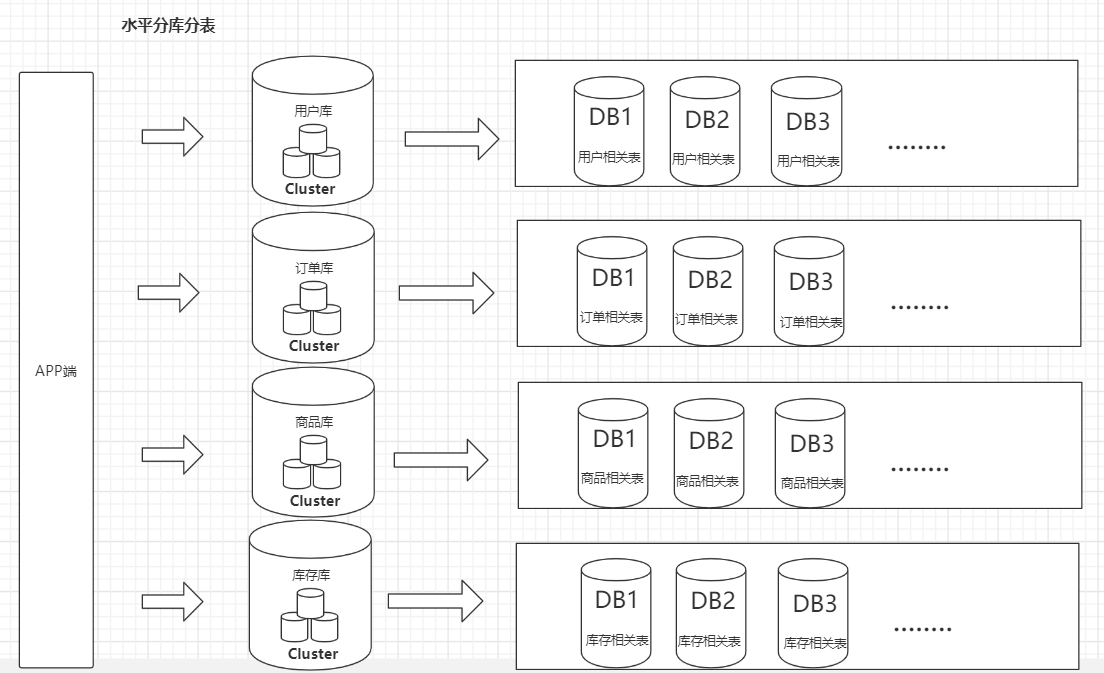 水平分库分表
APP端
用户库
Cluster
DB1
用户相关表
DB2
用户相关表
DB3
用户相关表
........
订单库
Cluster
DB1
订单相关表
DB2
订单相关表
DB3
订单相关表
........
商品库
Cluster
DB1
商品相关表
DB2
商品相关表
DB3
商品相关表
........
库存库
Cluster
DB1
库存相关表
DB2
库存相关表
DB3
库存相关表
........